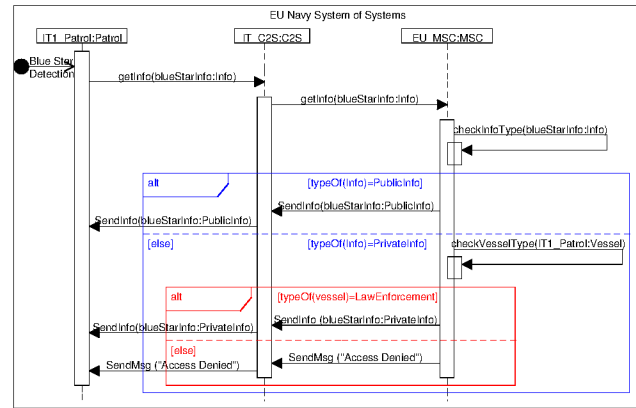 EU Navy System of Systems
IT1_Patrol:Patrol
IT_C2S:C2S
EU_MSC:MSC
Blue Star
Detection
getInfo(blueStarInfo:Info)
getInfo(blueStarInfo:Info)
checkInfoType(blueStarInfo:Info)
alt
[typeOf(Info)=PublicInfo]
SendInfo(blueStarInfo:PublicInfo)
SendInfo(blueStarInfo:PublicInfo)
[else]
[typeOf(Info)=PrivateInfo]
checkVesselType(IT1_Patrol:Vessel)
alt
[typeOf(vessel)=LawEnforcement]
SendInfo (blueStarInfo:PrivateInfo)
SendInfo(blueStarInfo:PrivateInfo)
[else]
SendMsg ("Access Denied")
SendMsg ("Access Denied")